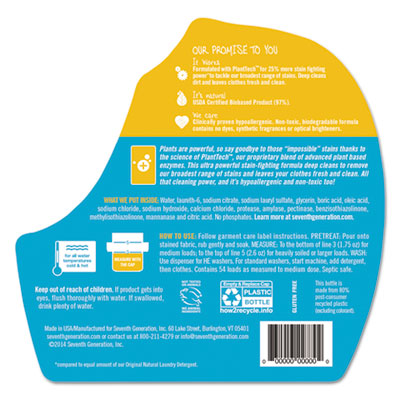 OUR PROMISE TO YOU
It Works
Formulated with PlantTech™ for 25% more stain fighting
power* to tackle our broadest range of stains. Deep cleans
dirt and leaves clothes fresh and clean.
It's natural
USDA Certified Biobased Product (97%).
We care
Clinically proven hypoallergenic. Non-toxic, biodegradable formula
contains no dyes, synthetic fragrances or optical brighteners.
Plants are powerful, so say goodbye to those "impossible" stains thanks to
the science of PlantTech™, our proprietary blend of advanced plant based
enzymes. This ultra powerful stain-fighting formula deep cleans to remove
our broadest range of stains and leaves your clothes fresh and clean. All
that cleaning power, and it's hypoallergenic and non-toxic too!
WHAT WE PUT INSIDE: Water, laureth-6, sodium citrate, sodium lauryl sulfate, glycerin, boric acid, oleic acid,
sodium chloride, sodium hydroxide, calcium chloride, protease, amylase, pectinase, benzisothiazolinone,
methylisothiazolinone, mannanase and citric acid. No phosphates. Learn more at seventhgeneration.com.
for all water
temperatures
cold & hot
MEASURE WITH
THE CAP!
HOW TO USE: Follow garment care label instructions. PRETREAT. Pour onto
stained fabric, rub gently and soak. MEASURE: To the bottom of line 3 (1.75 oz) for
medium loads, to the top of line 5 (2.6 oz) for heavily soiled or larger loads. WASH:
Use dispenser for HE washers. For standard washers, start machine, add detergent,
then clothes. Contains 54 loads as measured to medium dose. Septic safe.
Keep out of reach of children. If product gets into
eyes, flush thoroughly with water. If swallowed,
drink plenty of water.
NOT TESTED
ON ANIMALS
Empty & Replace Cap
PLASTIC
BOTTLE
how2recycle.info
GLUTEN FREE
This bottle is
made from 80%
post-consumer
recycled plastic
(excluding colorant).
Made in USA/Manufactured for Seventh Generation, Inc. 60 Lake Street, Burlington, VT 05401
Call us at 800-211-4279 or email us at info@seventhgeneration.com
©2014 Seventh Generation, Inc.
*compared to equal amount of our Original Natural Laundry Detergent.
0 00000 00000 0